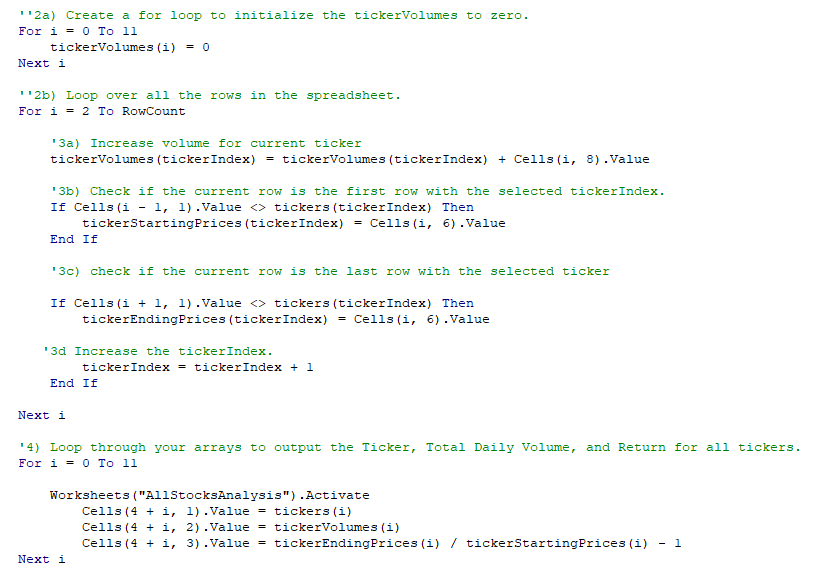 ''2a) Create a for loop to initialize the tickerVolumes to zero.
For i = 0 To 11
    tickerVolumes(i) = 0
Next i

''2b) Loop over all the rows in the spreadsheet.
For i = 2 To RowCount

    '3a) Increase volume for current ticker
    tickerVolumes(tickerIndex) = tickerVolumes(tickerIndex) + Cells(i, 8).Value

    '3b) Check if the current row is the first row with the selected tickerIndex.
    If Cells(i - 1, 1).Value <> tickers(tickerIndex) Then
        tickerStartingPrices(tickerIndex) = Cells(i, 6).Value
    End If

    '3c) check if the current row is the last row with the selected ticker

    If Cells(i + 1, 1).Value <> tickers(tickerIndex) Then
        tickerEndingPrices(tickerIndex) = Cells(i, 6).Value

   '3d Increase the tickerIndex.
        tickerIndex = tickerIndex + 1
    End If

Next i

'4) Loop through your arrays to output the Ticker, Total Daily Volume, and Return for all tickers.
For i = 0 To 11

    Worksheets("AllStocksAnalysis").Activate
        Cells(4 + i, 1).Value = tickers(i)
        Cells(4 + i, 2).Value = tickerVolumes(i)
        Cells(4 + i, 3).Value = tickerEndingPrices(i) / tickerStartingPrices(i) - 1
Next i